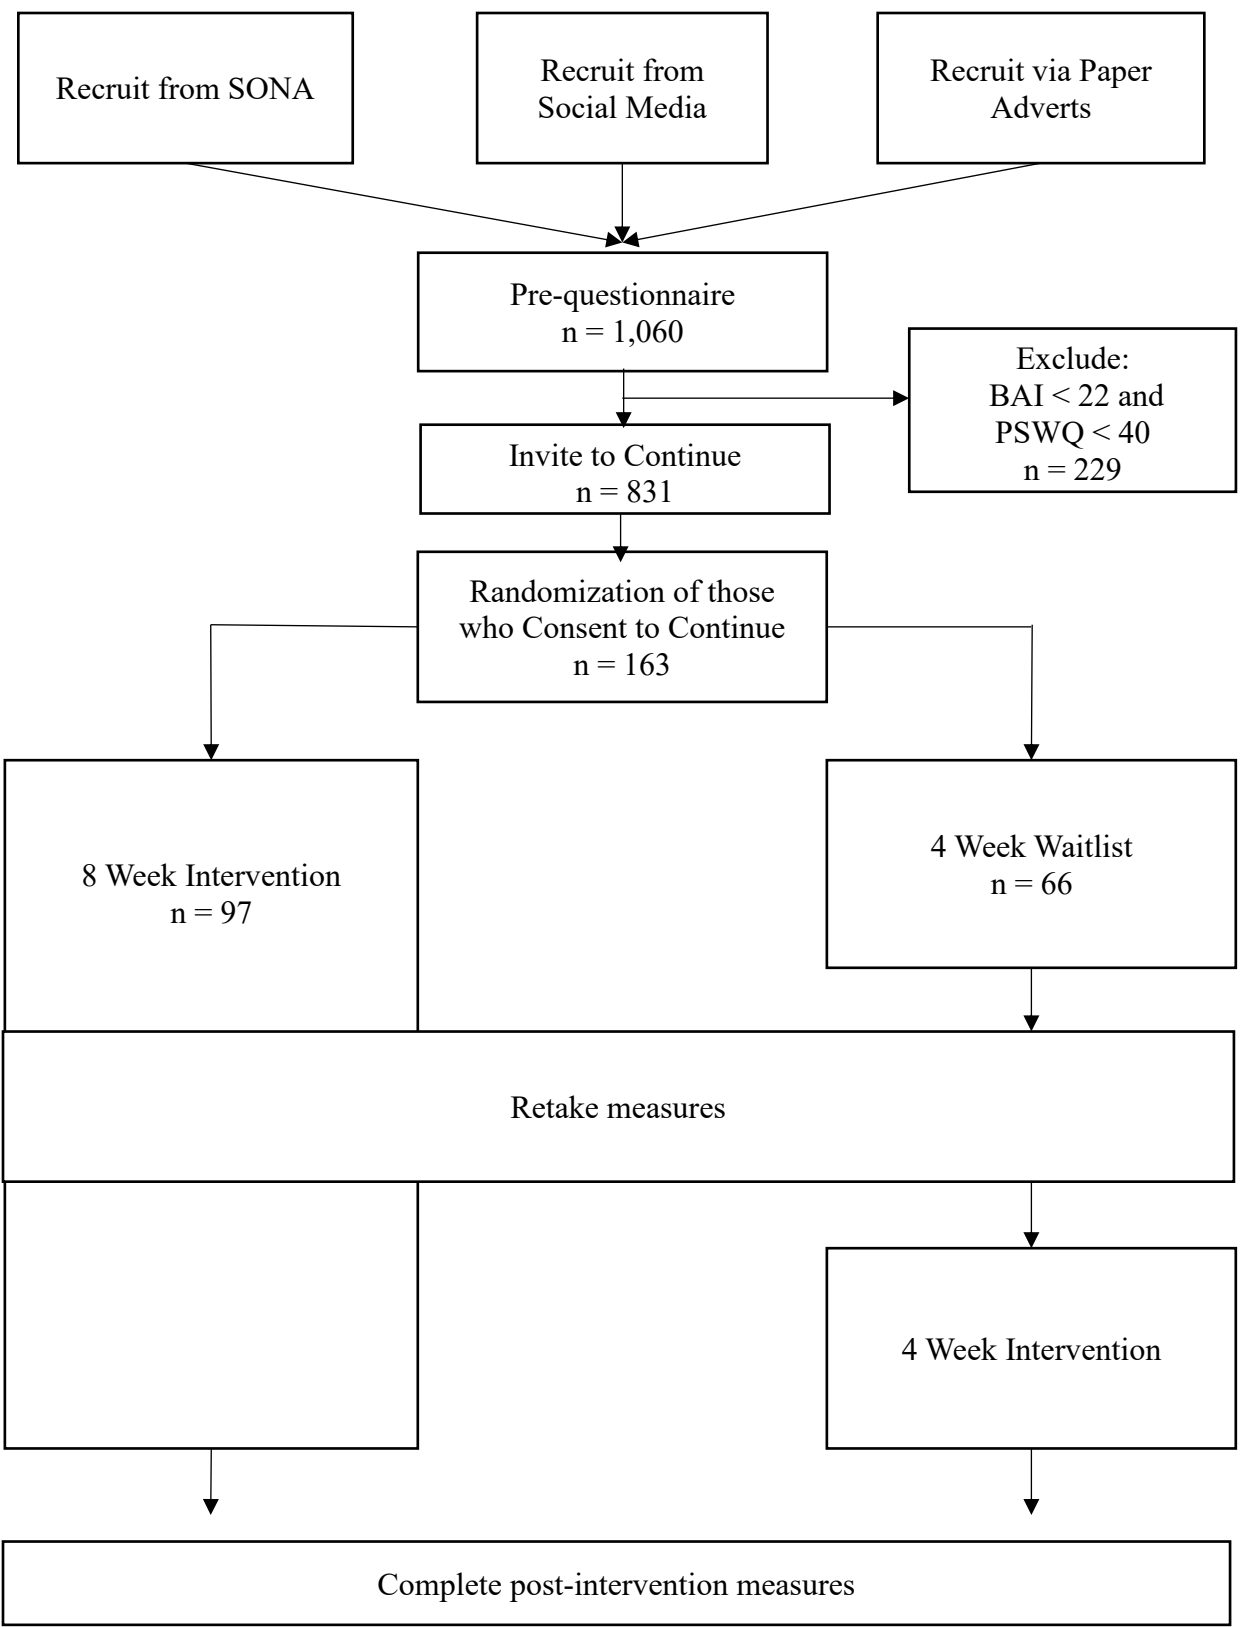 Recruit from SONA
Recruit from
Social Media
Recruit via Paper
Adverts
Pre-questionnaire
n = 1,060
Exclude:
BAI < 22 and
PSWQ < 40
n = 229
Invite to Continue
n = 831
Randomization of those
who Consent to Continue
n = 163
8 Week Intervention
n = 97
4 Week Waitlist
n = 66
Retake measures
4 Week Intervention
Complete post-intervention measures